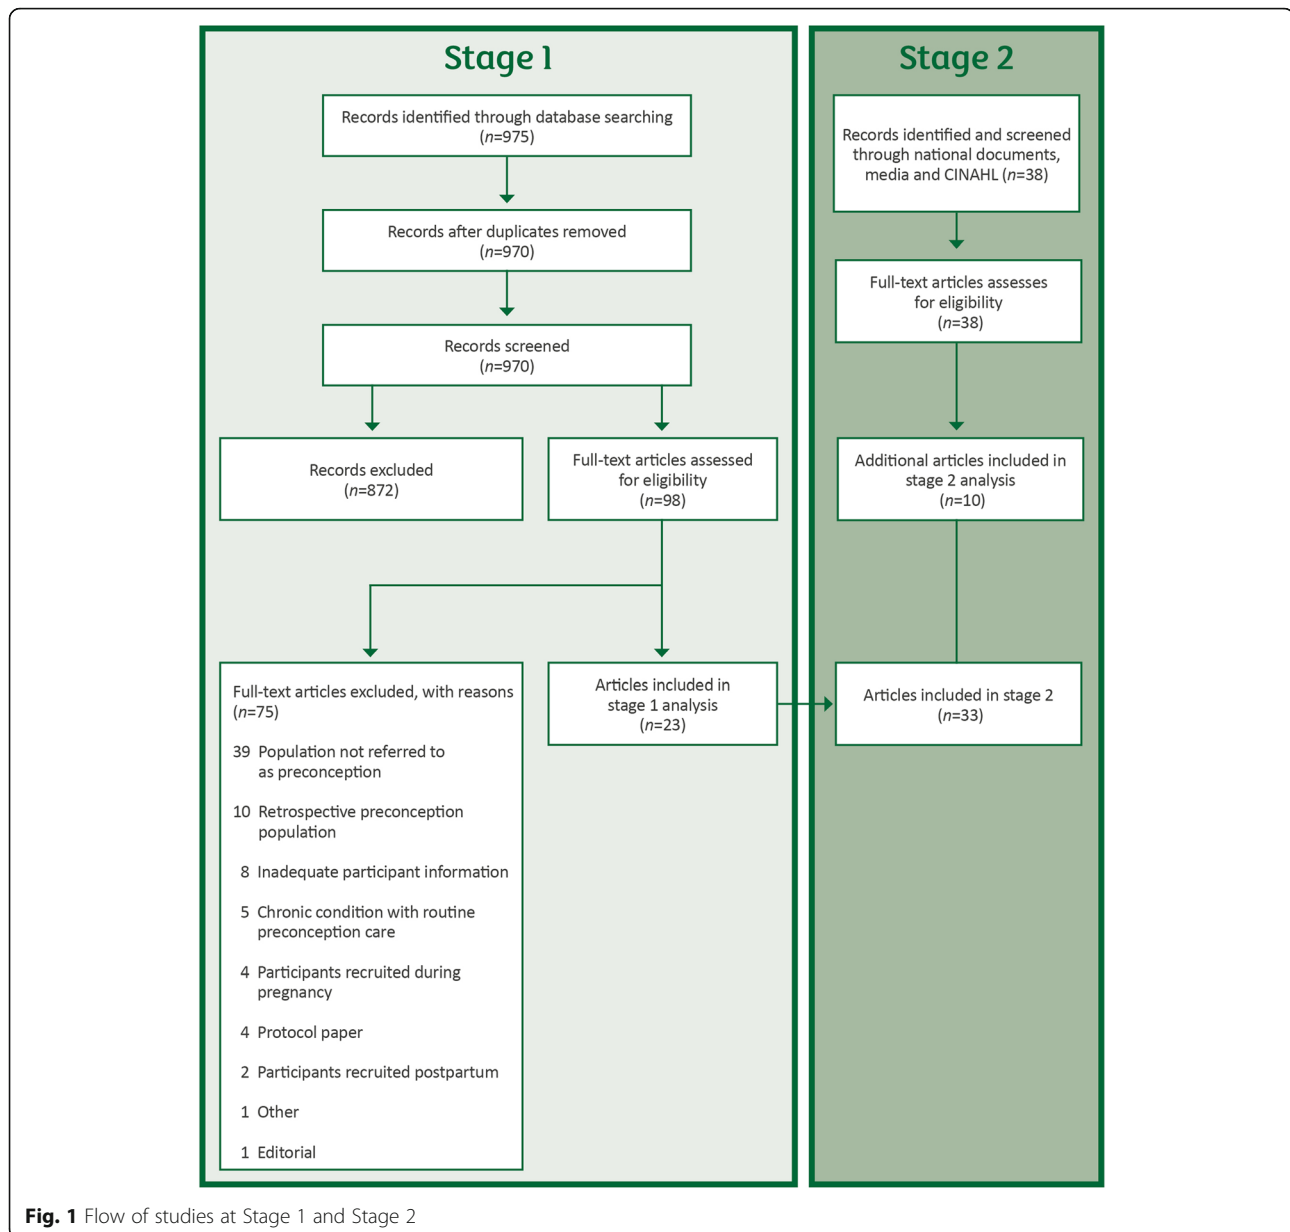 Stage 1
Records identified through database searching
(n=975)
Records after duplicates removed
(n=970)
Records screened
(n=970)
Records excluded
(n=872)
Full-text articles assessed
for eligibility
(n=98)
Full-text articles excluded, with reasons
(n=75)
39 Population not referred to
as preconception
10 Retrospective preconception
population
8 Inadequate participant information
5 Chronic condition with routine
preconception care
4 Participants recruited during
pregnancy
4 Protocol paper
2 Participants recruited postpartum
1 Other
1 Editorial
Articles included in
stage 1 analysis
(n=23)
Stage 2
Records identified and screened
through national documents,
media and CINAHL (n=38)
Full-text articles assesses
for eligibility
(n=38)
Additional articles included in
stage 2 analysis
(n=10)
Articles included in stage 2
(n=33)
Fig. 1 Flow of studies at Stage 1 and Stage 2